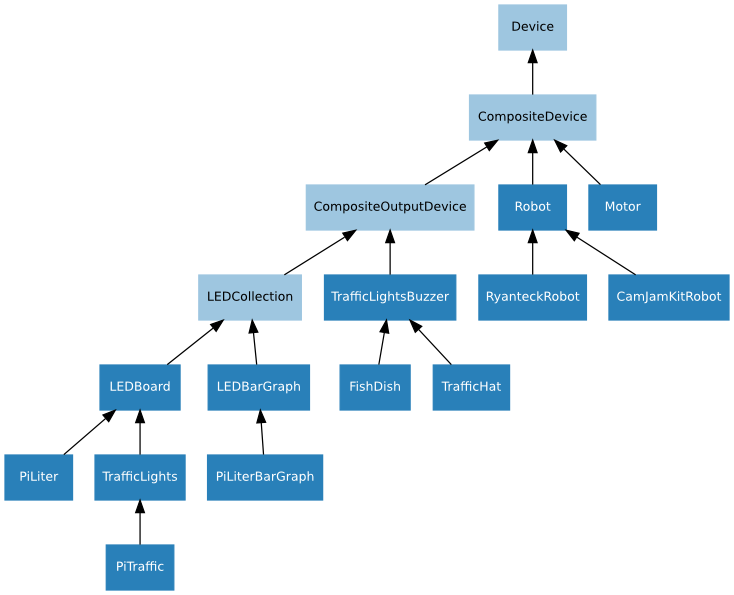 Device
CompositeDevice
CompositeOutputDevice
Robot
Motor
LEDCollection
TrafficLightsBuzzer
RyanteckRobot
CamJamKitRobot
LEDBoard
LEDBarGraph
FishDish
TrafficHat
PiLiter
TrafficLights
PiLiterBarGraph
PiTraffic